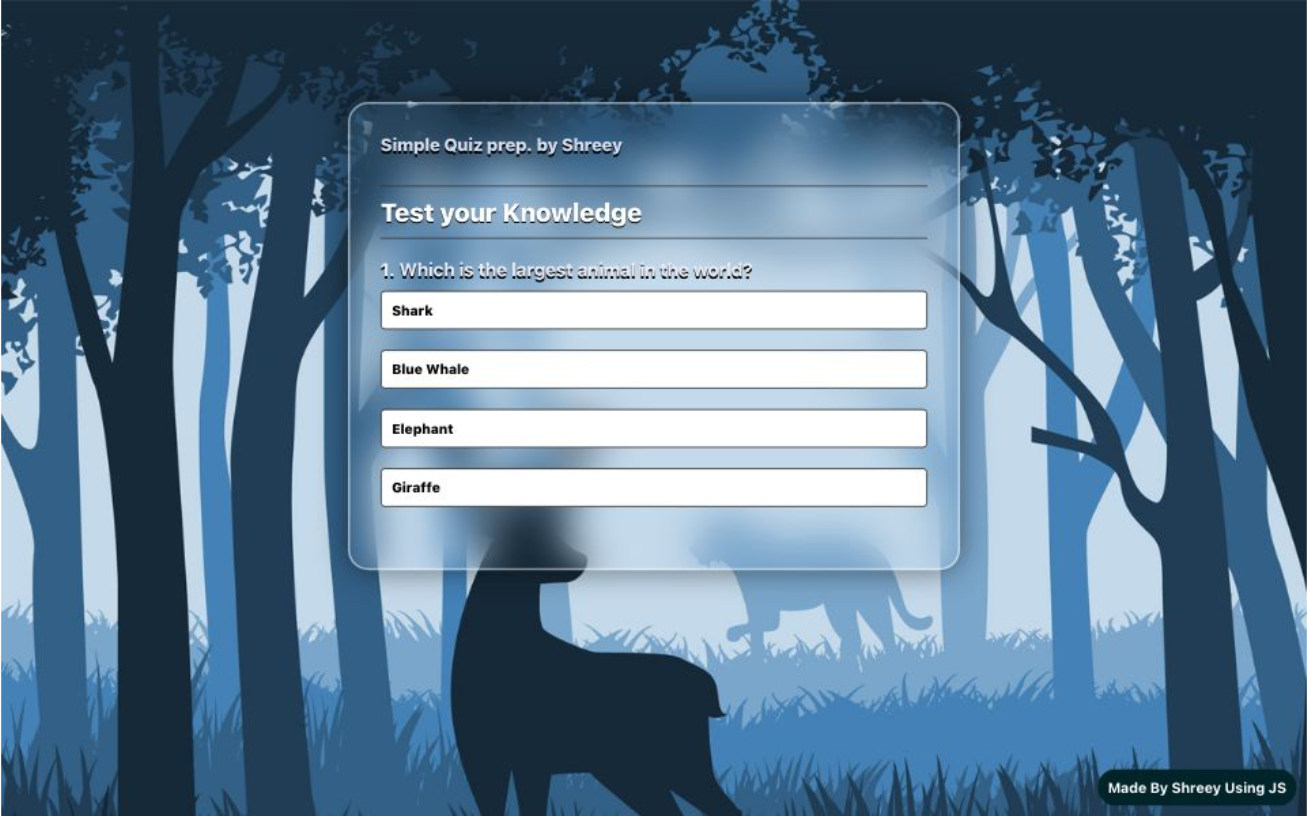 Simple Quiz prep. by Shreey
Test your Knowledge
1. Which is the largest animal in the world?
Shark
Blue Whale
Elephant
Giraffe
Made By Shreey Using JS